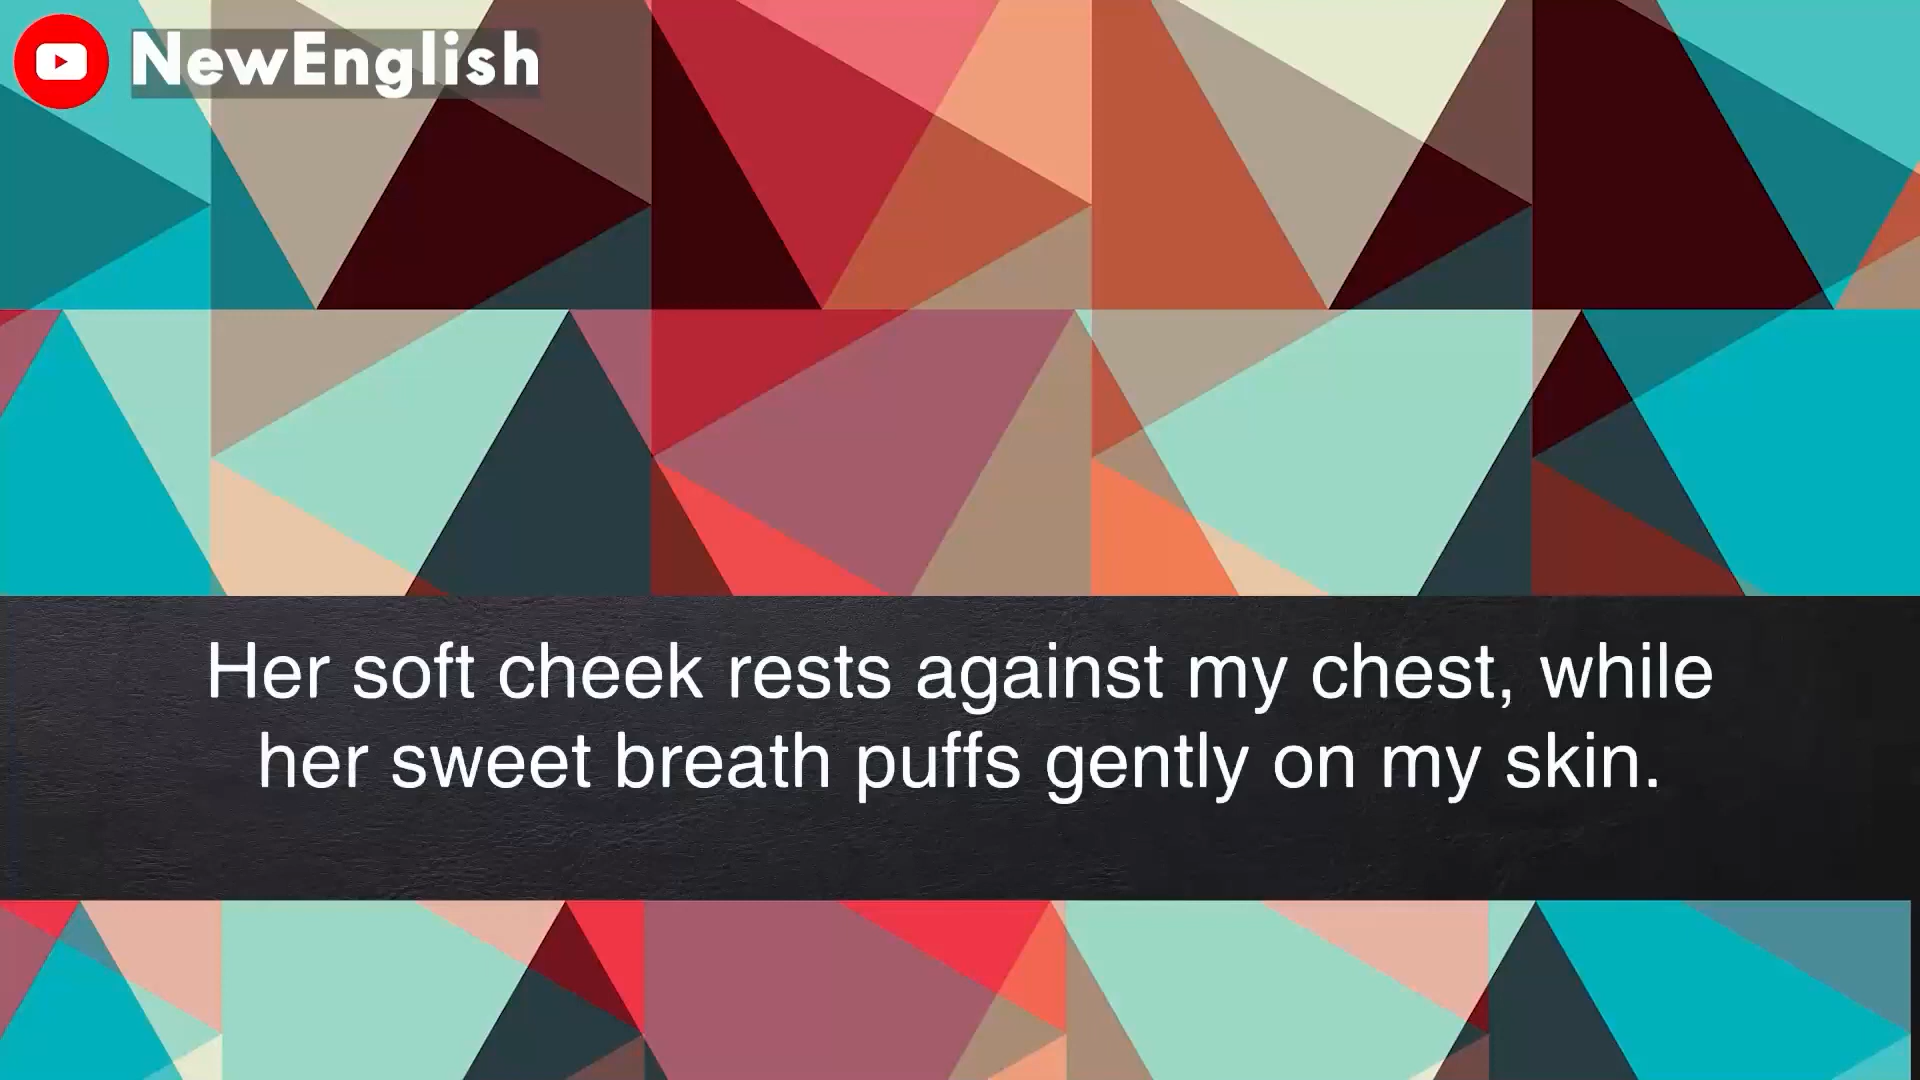 NewEnglish
Her soft cheek rests against my chest, while
her sweet breath puffs gently on my skin.